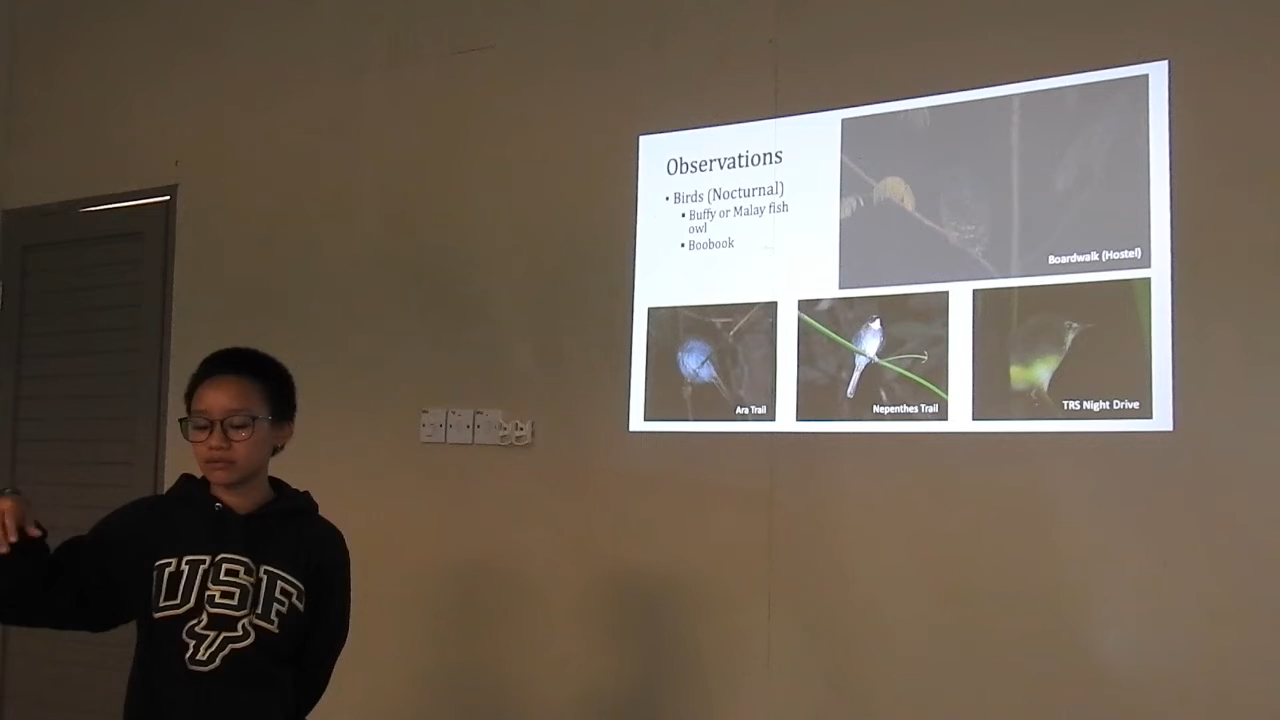 Observations
• Birds (Nocturnal)
▪ Buffy or Malay fish
owl
▪ Boobook
Boardwalk (Hostel)
Ara Trail
Nepenthes Trail
TRS Night Drive
USF